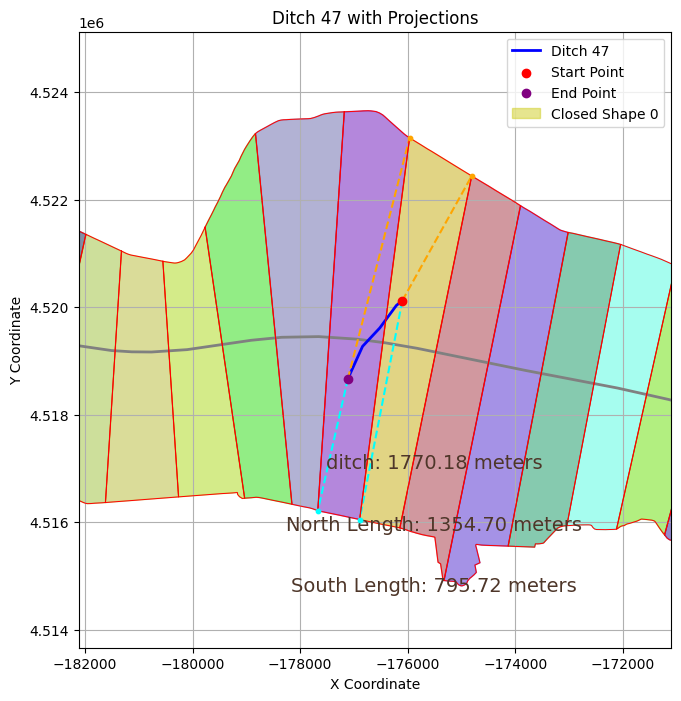 Ditch 47 with Projections
1e6
Ditch 47
Start Point
End Point
Closed Shape 0
4.524
4.522
4.520
4.518
4.516
4.514
Y Coordinate
ditch: 1770.18 meters
North Length: 1354.70 meters
South Length: 795.72 meters
−182000 −180000 −178000 −176000 −174000 −172000
X Coordinate